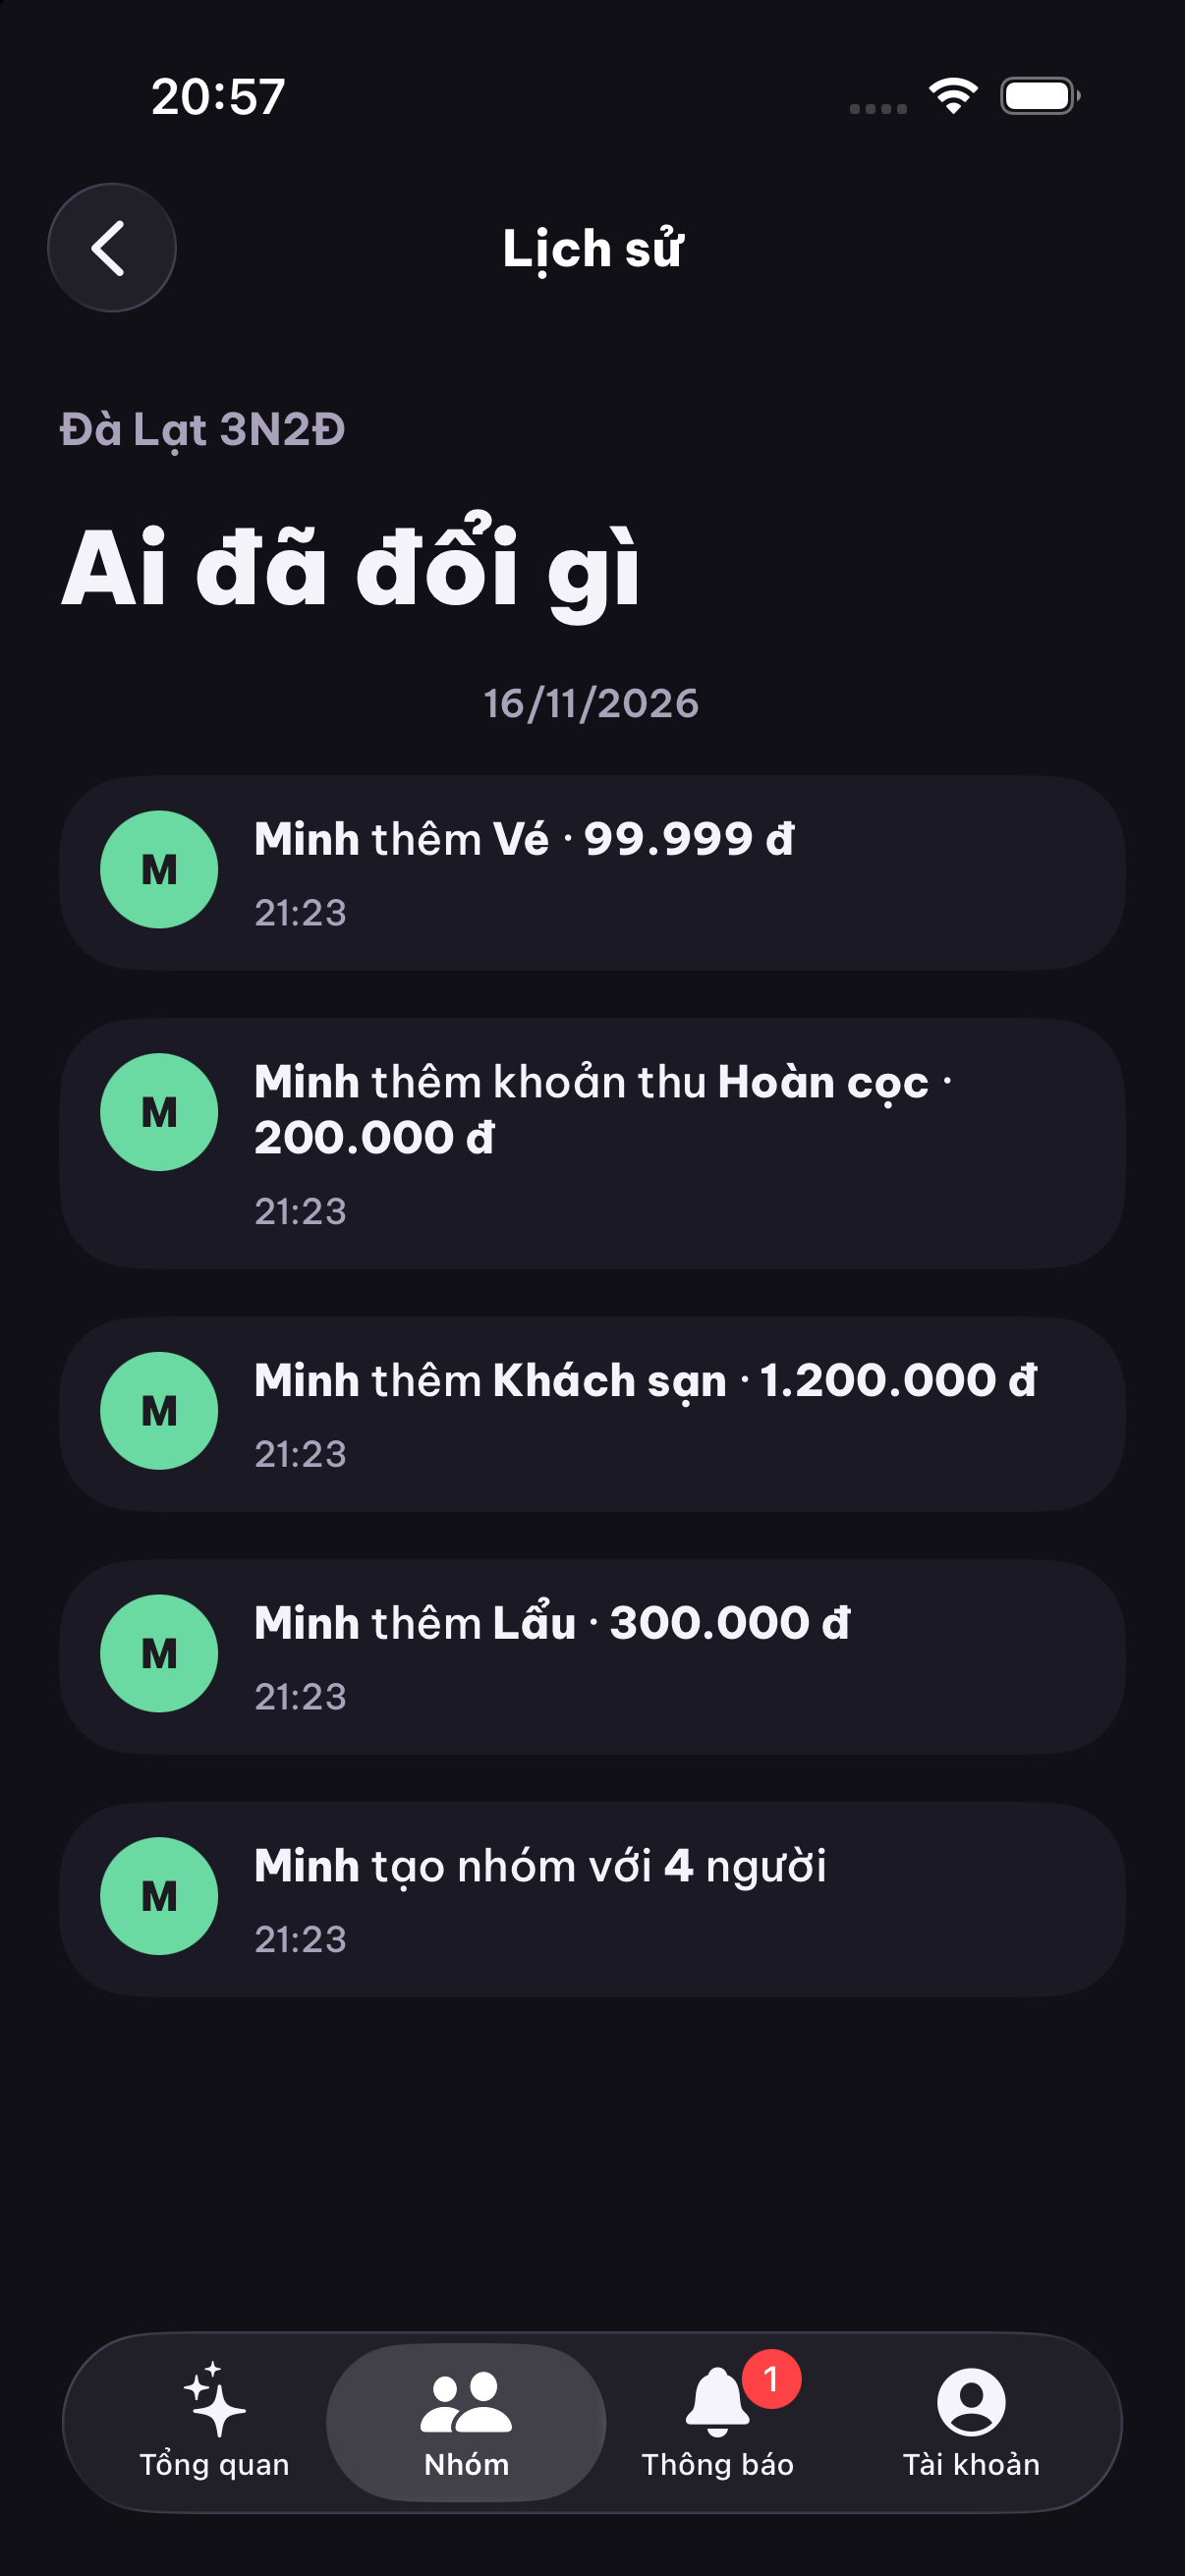 20:57
Lịch sử
Đà Lạt 3N2Đ
Ai đã đổi gì
16/11/2026
M
Minh thêm Vé · 99.999 đ
21:23
M
Minh thêm khoản thu Hoàn cọc ·
200.000 đ
21:23
M
Minh thêm Khách sạn · 1.200.000 đ
21:23
M
Minh thêm Lẩu · 300.000 đ
21:23
M
Minh tạo nhóm với 4 người
21:23
1
Tổng quan
Nhóm
Thông báo
Tài khoản